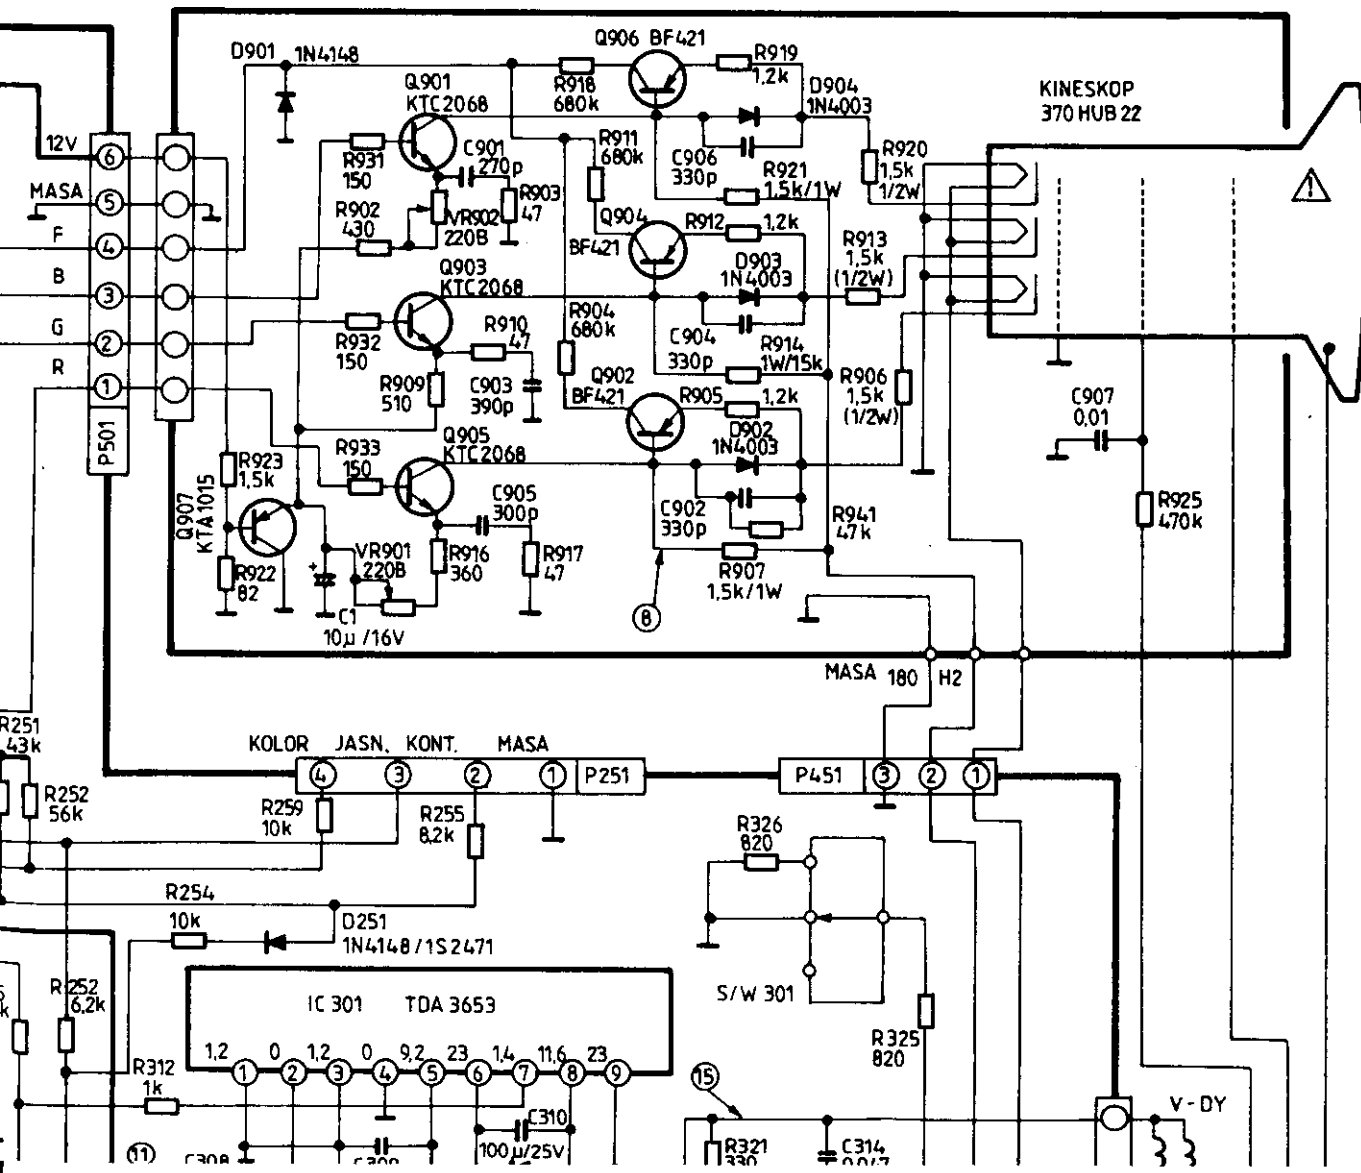 D901 1N4148
Q906 BF421
R919
1,2k
D904
1N4003
KINESKOP
370 HUB 22
Q901
KTC2068
R918
680k
12V
6
R931
150
C901
270p
R903
47
R911
680k
C906
330p
R921
1,5k/1W
R920
1,5k
1/2W
MASA
5
R902
430
VR902
220B
Q904
BF421
R912
1,2k
F
4
R913
1,5k
(1/2W)
Q903
KTC2068
D903
1N4003
B
3
G
2
R932
150
R910
47
R904
680k
C904
330p
R914
1W/15k
R
1
R909
510
C903
390p
Q902
BF421
R905
1,2k
R906
1,5k
(1/2W)
C907
0,01
P501
Q905
KTC2068
D902
1N4003
R923
1,5k
R933
150
Q907
KTA1015
C905
300p
C902
330p
R941
47k
R925
470k
R922
82
VR901
220B
R916
360
R917
47
R907
1,5k/1W
+
C1
10μ/16V
8
MASA 180 H2
R251
43k
KOLOR JASN. KONT. MASA
4 3 2 1 P251
P451 3 2 1
R252
56k
R259
10k
R255
8,2k
R326
820
R254
10k
D251
1N4148/1S2471
S/W 301
IC 301 TDA 3653
R252
6,2k
R325
820
k
1,2 0 1,2 0 9,2 23 1,4 11,6 23
1 2 3 4 5 6 7 8 9
R312
1k
15
V-DY
C310
100μ/25V
11
C308
C309
R321
330
C314
0,047